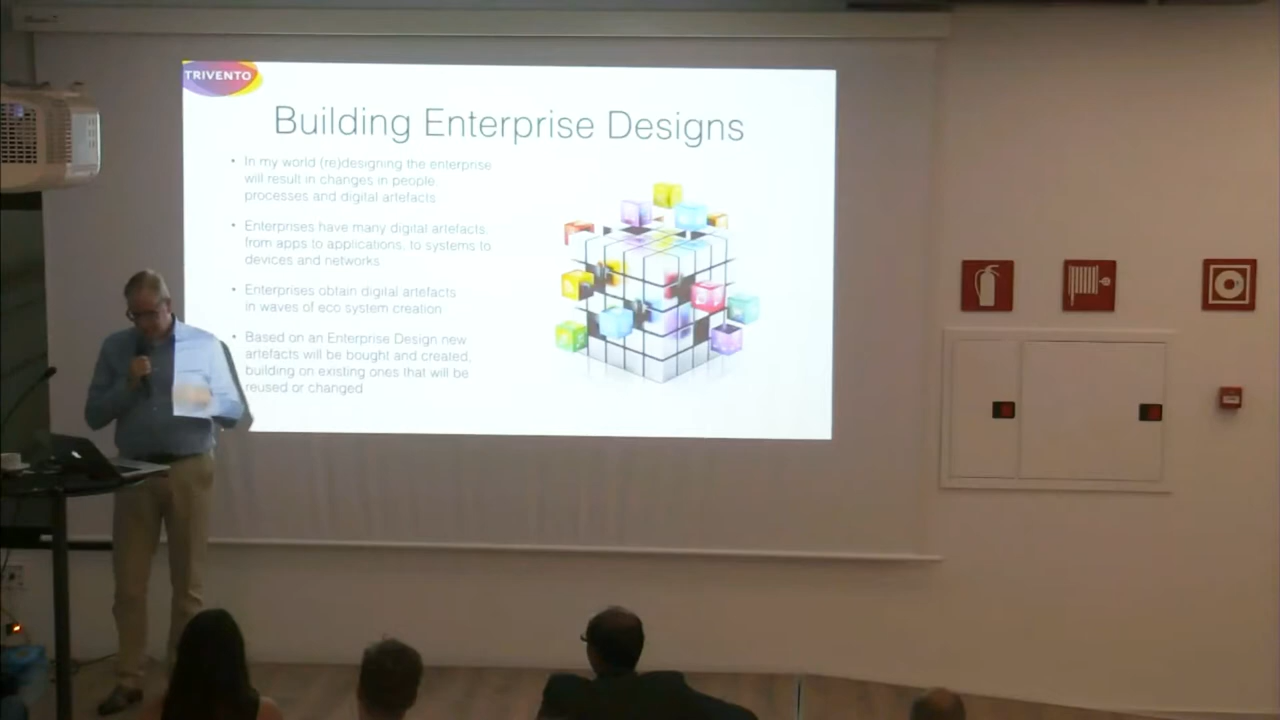 TRIVENTO
Building Enterprise Designs
• In my world (re)designing the enterprise
will result in changes in people
processes and digital artefacts
• Enterprises have many digital artefacts,
from apps to applications, to systems to
devices and networks
• Enterprises obtain digital artefacts
in waves of eco system creation
• Based on an Enterprise Design new
artefacts will be bought and created,
building on existing ones that will be
reused or changed